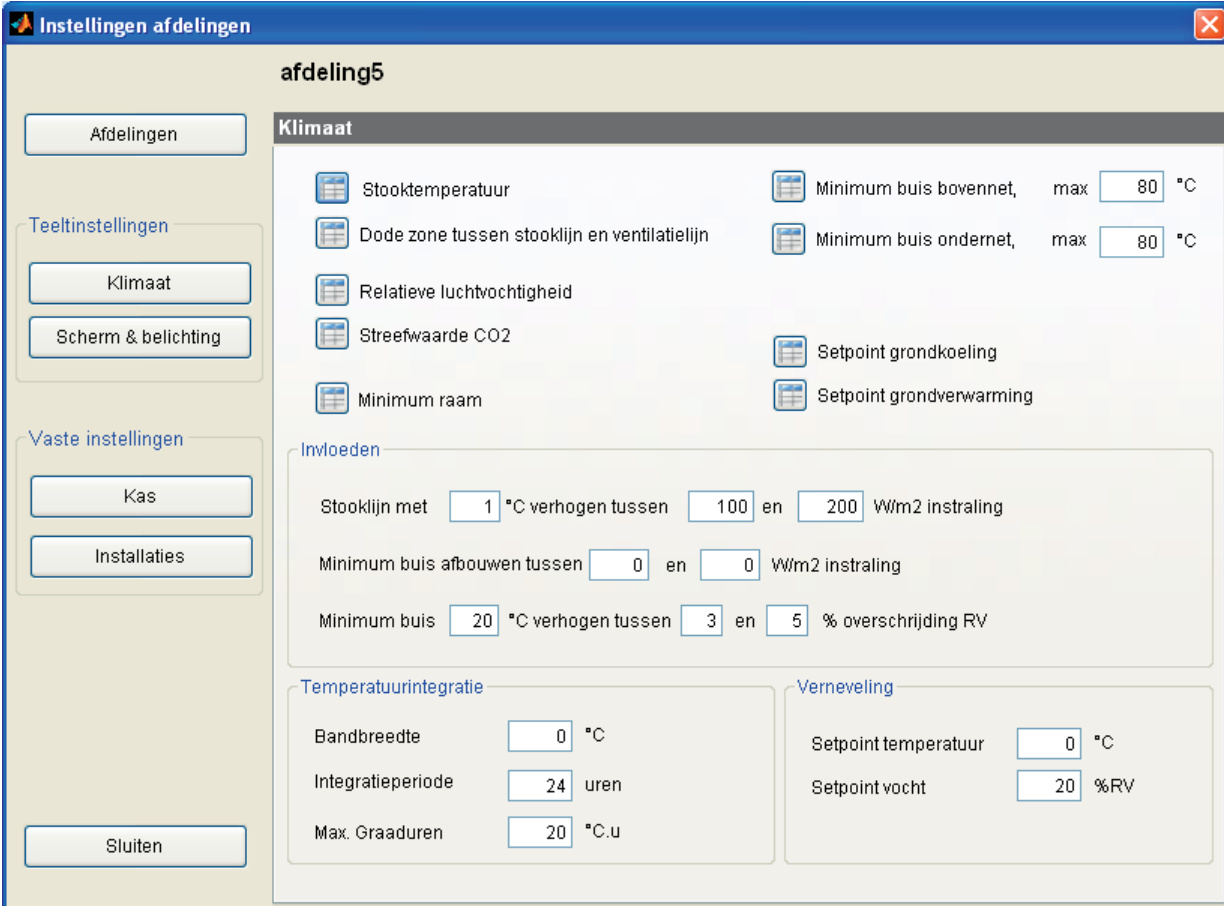 Instellingen afdelingen
afdeling5
Afdelingen
Teeltinstellingen
Klimaat
Scherm & belichting
Vaste instellingen
Kas
Installaties
Sluiten
Klimaat
Stooktemperatuur
Dode zone tussen stooklijn en ventilatielijn
Relatieve luchtvochtigheid
Streefwaarde CO2
Minimum raam
Minimum buis bovennet, max 80 °C
Minimum buis ondernet, max 80 °C
Setpoint grondkoeling
Setpoint grondverwarming
Invloeden
Stooklijn met 1 °C verhogen tussen 100 en 200 W/m2 instraling
Minimum buis afbouwen tussen 0 en 0 W/m2 instraling
Minimum buis 20 °C verhogen tussen 3 en 5 % overschrijding RV
Temperatuurintegratie
Bandbreedte 0 °C
Integratieperiode 24 uren
Max. Graaduren 20 °C.u
Verneveling
Setpoint temperatuur 0 °C
Setpoint vocht 20 %RV